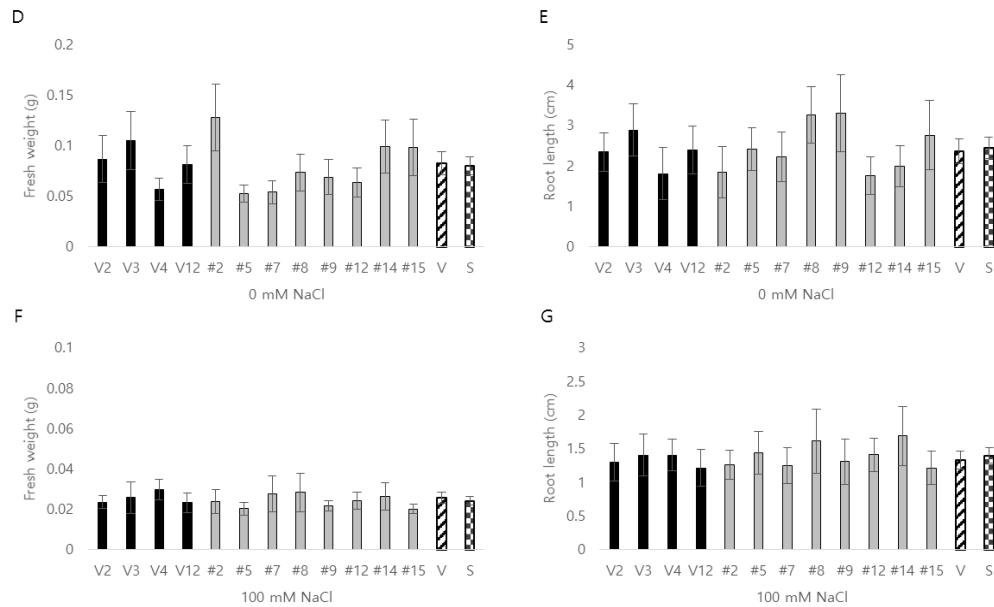 D
Fresh weight (g)
0.2
0.15
0.1
0.05
0
V2 V3 V4 V12 #2 #5 #7 #8 #9 #12 #14 #15 V S
0 mM NaCl
E
Root length (cm)
5
4
3
2
1
0
V2 V3 V4 V12 #2 #5 #7 #8 #9 #12 #14 #15 V S
0 mM NaCl
F
Fresh weight (g)
0.1
0.08
0.06
0.04
0.02
0
V2 V3 V4 V12 #2 #5 #7 #8 #9 #12 #14 #15 V S
100 mM NaCl
G
Root length (cm)
3
2.5
2
1.5
1
0.5
0
V2 V3 V4 V12 #2 #5 #7 #8 #9 #12 #14 #15 V S
100 mM NaCl